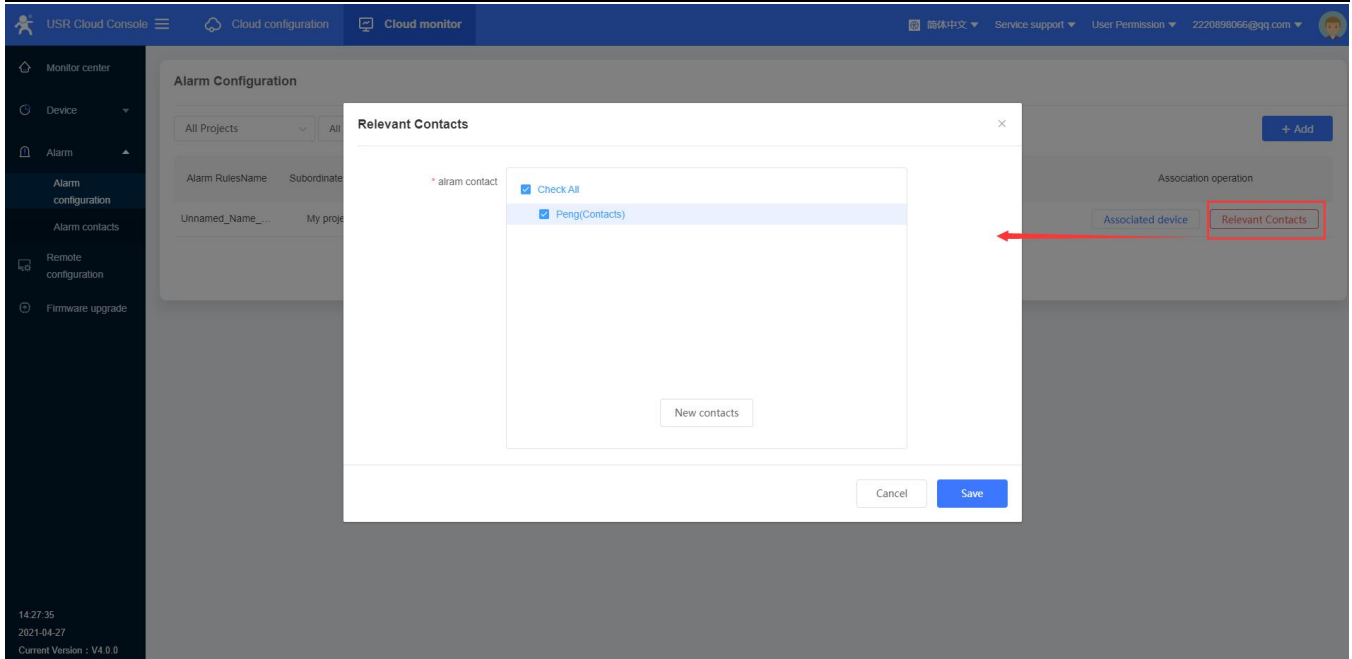 USR Cloud Console
Cloud configuration
Cloud monitor
简体中文
Service support
User Permission
2220898066@qq.com
Monitor center
Device
Alarm
Alarm
configuration
Alarm contacts
Remote
configuration
Firmware upgrade
14:27:35
2021-04-27
Current Version：V4.0.0
Alarm Configuration
All Projects
All
+ Add
Alarm RulesName
Subordinate
Association operation
Unnamed_Name_...
My proje
Associated device
Relevant Contacts
Relevant Contacts
* alram contact
Check All
Peng(Contacts)
New contacts
Cancel
Save